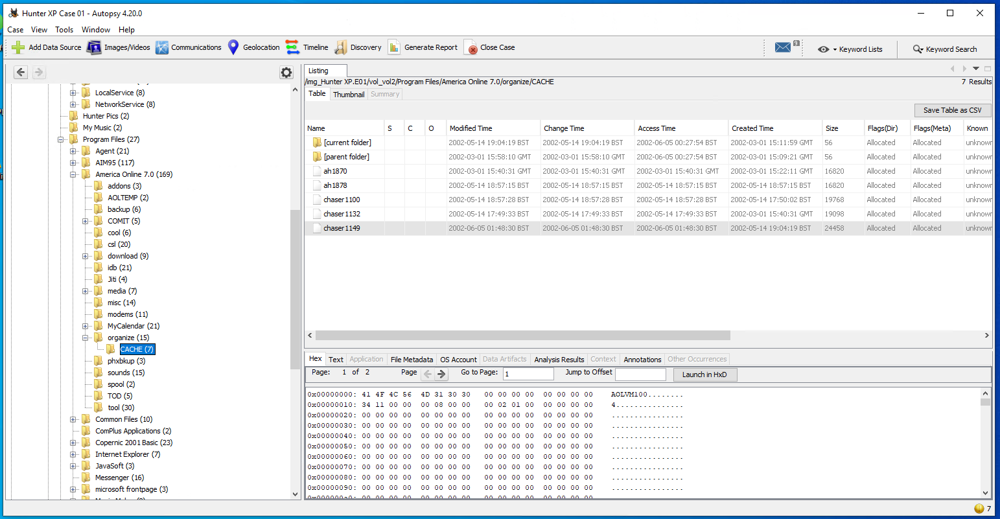 Hunter XP Case 01 - Autopsy 4.20.0
Case View Tools Window Help
Add Data Source Images/Videos Communications Geolocation Timeline Discovery Generate Report Close Case 9 Keyword Lists Keyword Search
LocalService (8)
NetworkService (8)
Hunter Pics (2)
My Music (2)
Program Files (27)
Agent (21)
AIM95 (117)
America Online 7.0 (169)
addons (3)
AOLTEMP (2)
backup (6)
COMIT (5)
cool (6)
csl (20)
download (9)
idb (21)
Jiti (4)
media (7)
misc (14)
modems (11)
MyCalendar (21)
organize (15)
CACHE (7)
phxbkup (3)
sounds (15)
spool (2)
TOD (5)
tool (30)
Common Files (10)
ComPlus Applications (2)
Copernic 2001 Basic (23)
Internet Explorer (7)
JavaSoft (3)
Messenger (16)
microsoft frontpage (3)
Listing
/img_Hunter XP.E01/vol_vol2/Program Files/America Online 7.0/organize/CACHE 7 Results
Table Thumbnail Summary
Save Table as CSV
Name S C O Modified Time Change Time Access Time Created Time Size Flags(Dir) Flags(Meta) Known
[current folder] 2002-05-14 19:04:19 BST 2002-05-14 19:04:19 BST 2002-06-05 00:27:54 BST 2002-03-01 15:11:59 GMT 56 Allocated Allocated unknown
[parent folder] 2002-03-01 15:58:10 GMT 2002-03-01 15:58:10 GMT 2002-06-05 00:27:54 BST 2002-03-01 15:09:21 GMT 56 Allocated Allocated unknown
ah1870 2002-03-01 15:40:31 GMT 2002-03-01 15:40:31 GMT 2002-03-01 15:40:31 GMT 2002-03-01 15:22:11 GMT 16820 Allocated Allocated unknown
ah1878 2002-05-14 18:57:15 BST 2002-05-14 18:57:15 BST 2002-05-14 18:57:15 BST 2002-05-14 18:57:15 BST 16820 Allocated Allocated unknown
chaser1100 2002-05-14 18:57:28 BST 2002-05-14 18:57:28 BST 2002-05-14 18:57:28 BST 2002-05-14 17:50:02 BST 19768 Allocated Allocated unknown
chaser1132 2002-05-14 17:49:33 BST 2002-05-14 17:49:33 BST 2002-05-14 17:49:33 BST 2002-03-01 15:40:31 GMT 19098 Allocated Allocated unknown
chaser1149 2002-06-05 01:48:30 BST 2002-06-05 01:48:30 BST 2002-06-05 01:48:30 BST 2002-05-14 19:04:19 BST 24458 Allocated Allocated unknown
Hex Text Application File Metadata OS Account Data Artifacts Analysis Results Context Annotations Other Occurrences
Page: 1 of 2 Page Go to Page: 1 Jump to Offset Launch in HxD
0x00000000: 41 4F 4C 56 4D 31 30 30 00 00 00 00 00 00 00 00 AOLVM100........
0x00000010: 34 11 00 00 00 08 00 00 00 02 01 00 00 00 00 00 4...............
0x00000020: 00 00 00 00 00 00 00 00 00 00 00 00 00 00 00 00 ................
0x00000030: 00 00 00 00 00 00 00 00 00 00 00 00 00 00 00 00 ................
0x00000040: 00 00 00 00 00 00 00 00 00 00 00 00 00 00 00 00 ................
0x00000050: 00 00 00 00 00 00 00 00 00 00 00 00 00 00 00 00 ................
0x00000060: 00 00 00 00 00 00 00 00 00 00 00 00 00 00 00 00 ................
0x00000070: 00 00 00 00 00 00 00 00 00 00 00 00 00 00 00 00 ................
0x00000080: 00 00 00 00 00 00 00 00 00 00 00 00 00 00 00 00 ................
0x00000090: 00 00 00 00 00 00 00 00 00 00 00 00 00 00 00 00 ................
0x000000a0: 00 00 00 00 00 00 00 00 00 00 00 00 00 00 00 00 ................
7